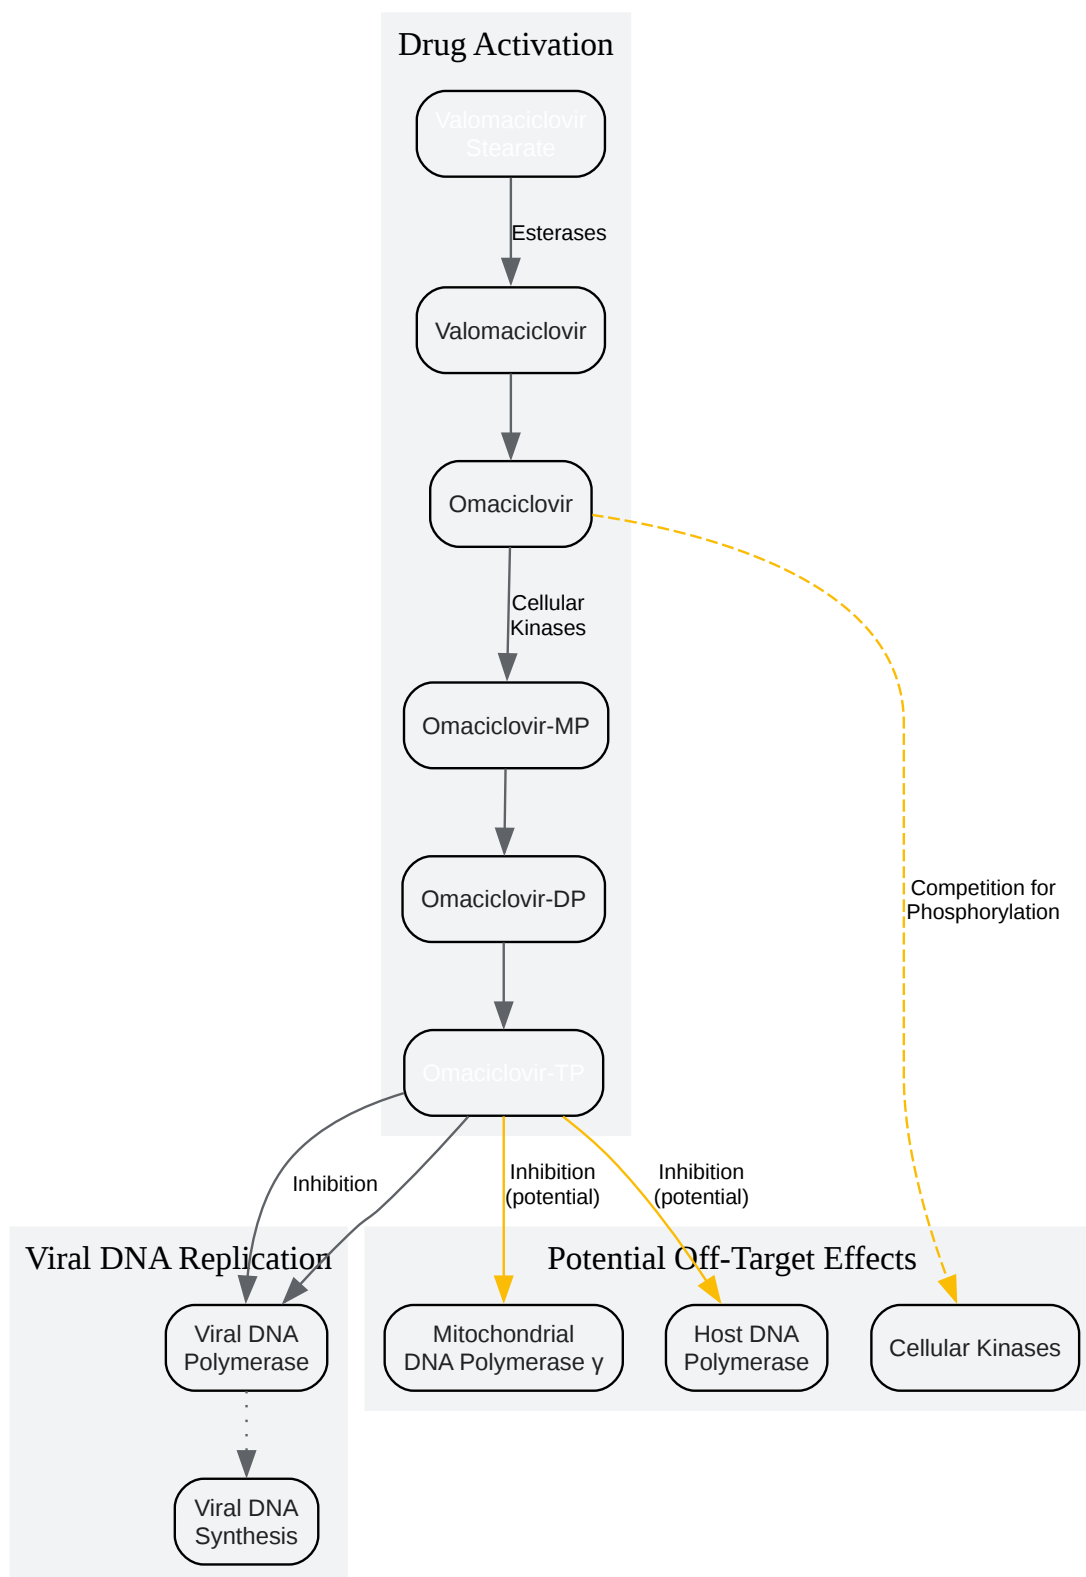 Drug Activation
Valomaciclovir
Stearate
Esterases
Valomaciclovir
Omaciclovir
Cellular
Kinases
Omaciclovir-MP
Omaciclovir-DP
Competition for
Phosphorylation
Omaciclovir-TP
Inhibition
Inhibition
(potential)
Inhibition
(potential)
Viral DNA Replication
Potential Off-Target Effects
Viral DNA
Polymerase
Mitochondrial
DNA Polymerase γ
Host DNA
Polymerase
Cellular Kinases
Viral DNA
Synthesis